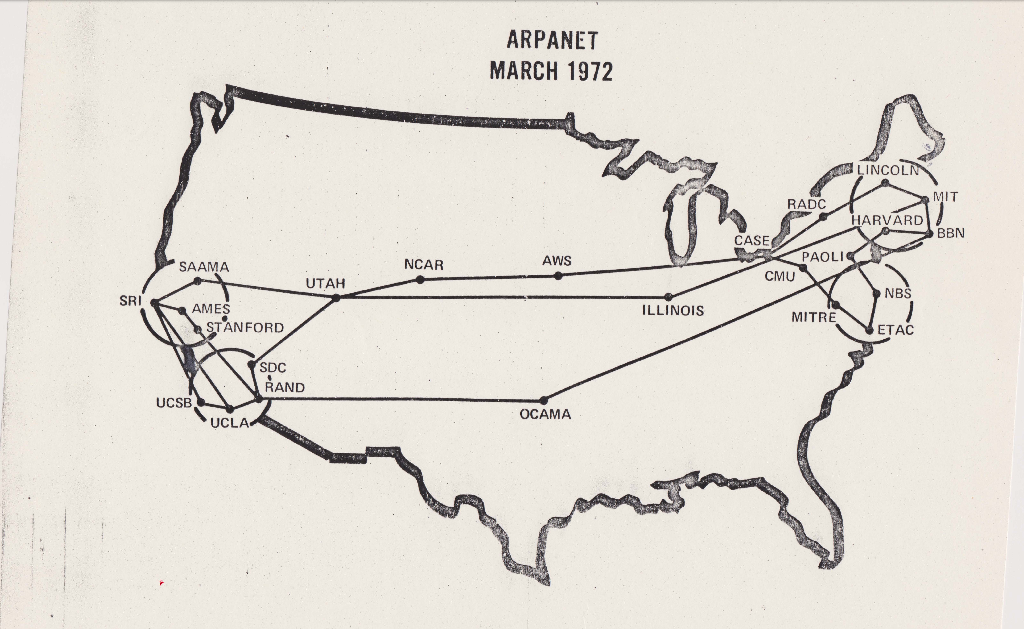 ARPANET
MARCH 1972
LINCOLN
MIT
RADC
HARVARD
BBN
CASE
PAOLI
SAAMA
NCAR
AWS
CMU
UTAH
NBS
SRI
AMES
ILLINOIS
MITRE
STANFORD
ETAC
SDC
RAND
UCSB
OCAMA
UCLA